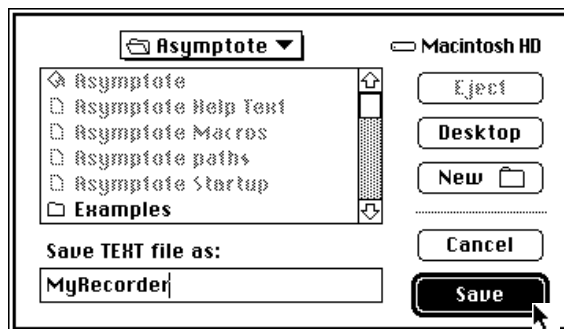 Asymptote
Macintosh HD
Asymptote
Asymptote Help Text
Asymptote Macros
Asymptote paths
Asymptote Startup
Examples
Eject
Desktop
New
Save TEXT file as:
MyRecorder
Cancel
Save